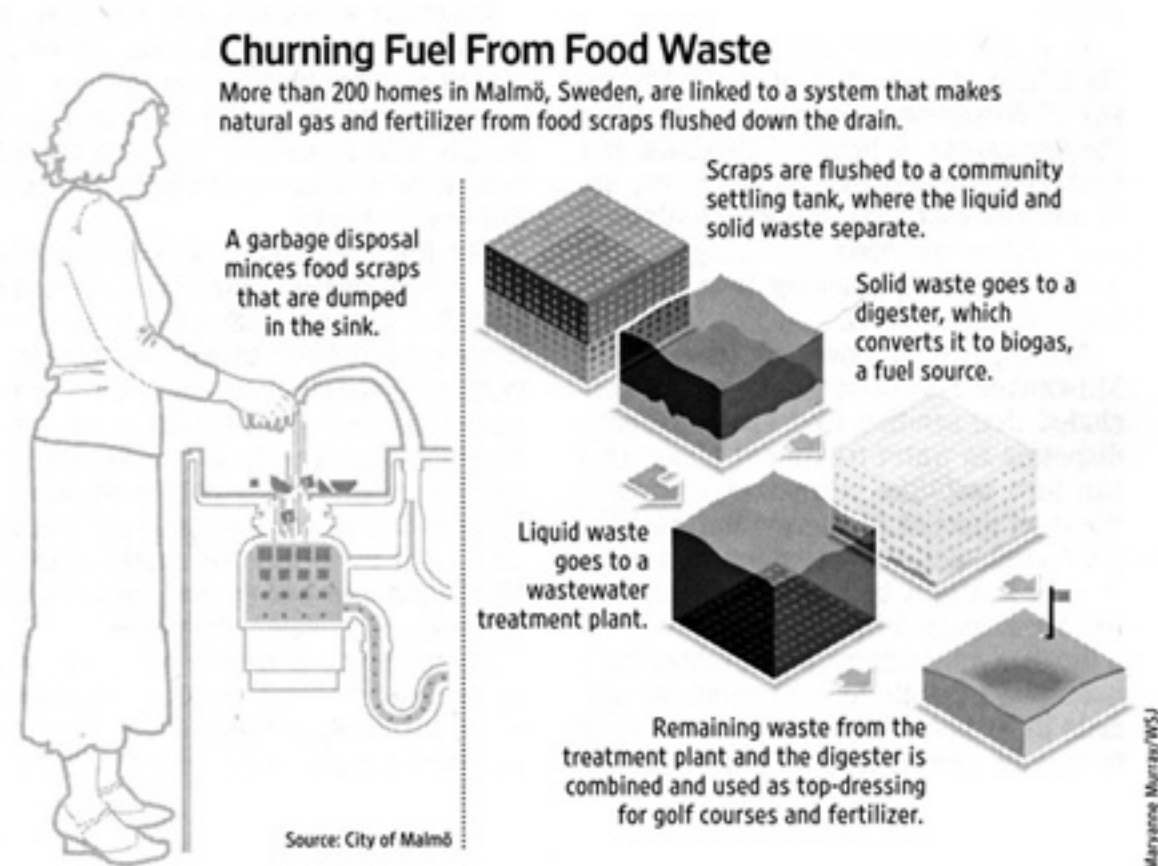 Churning Fuel From Food Waste
More than 200 homes in Malmö, Sweden, are linked to a system that makes
natural gas and fertilizer from food scraps flushed down the drain.
A garbage disposal
minces food scraps
that are dumped
in the sink.
Scraps are flushed to a community
settling tank, where the liquid and
solid waste separate.
Solid waste goes to a
digester, which
converts it to biogas,
a fuel source.
Liquid waste
goes to a
wastewater
treatment plant.
Remaining waste from the
treatment plant and the digester is
combined and used as top-dressing
for golf courses and fertilizer.
Source: City of Malmö
Maryanne Murray/WSJ